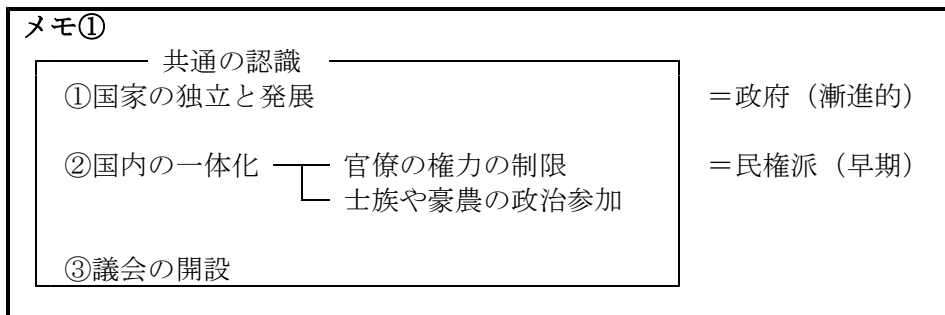 メモ①
共通の認識
①国家の独立と発展 ＝政府（漸進的）
②国内の一体化 官僚の権力の制限 ＝民権派（早期）
士族や豪農の政治参加
③議会の開設